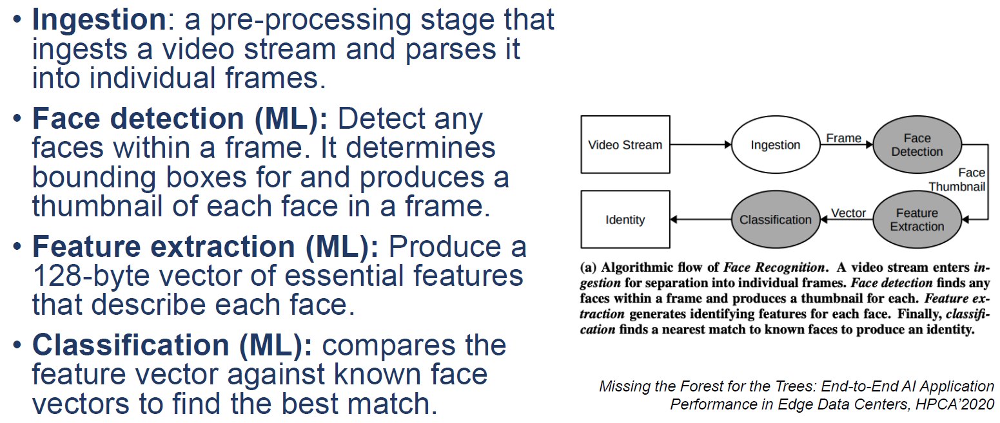 • Ingestion: a pre-processing stage that
ingests a video stream and parses it
into individual frames.
• Face detection (ML): Detect any
faces within a frame. It determines
bounding boxes for and produces a
thumbnail of each face in a frame.
• Feature extraction (ML): Produce a
128-byte vector of essential features
that describe each face.
• Classification (ML): compares the
feature vector against known face
vectors to find the best match.
Video Stream
Ingestion
Frame
Face
Detection
Face
Thumbnail
Identity
Classification
Vector
Feature
Extraction
(a) Algorithmic flow of Face Recognition. A video stream enters in-
gestion for separation into individual frames. Face detection finds any
faces within a frame and produces a thumbnail for each. Feature ex-
traction generates identifying features for each face. Finally, classifi-
cation finds a nearest match to known faces to produce an identity.
Missing the Forest for the Trees: End-to-End AI Application
Performance in Edge Data Centers, HPCA'2020